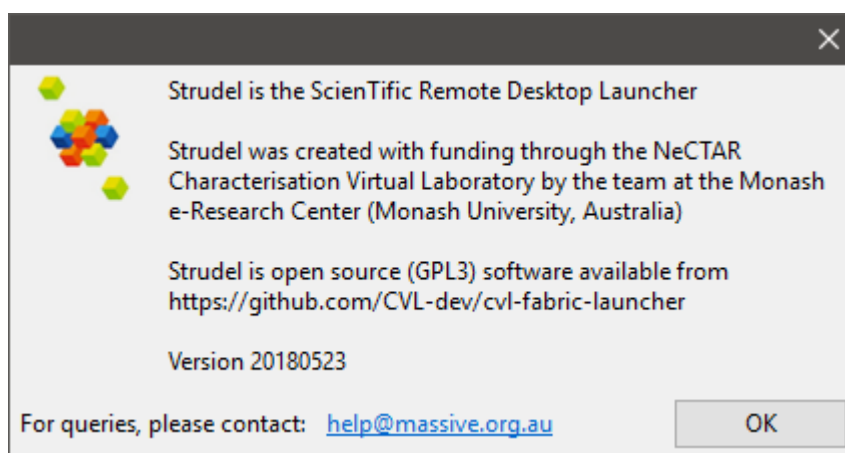 Strudel is the ScienTific Remote Desktop Launcher
Strudel was created with funding through the NeCTAR
Characterisation Virtual Laboratory by the team at the Monash
e-Research Center (Monash University, Australia)
Strudel is open source (GPL3) software available from
https://github.com/CVL-dev/cvl-fabric-launcher
Version 20180523
For queries, please contact: help@massive.org.au OK